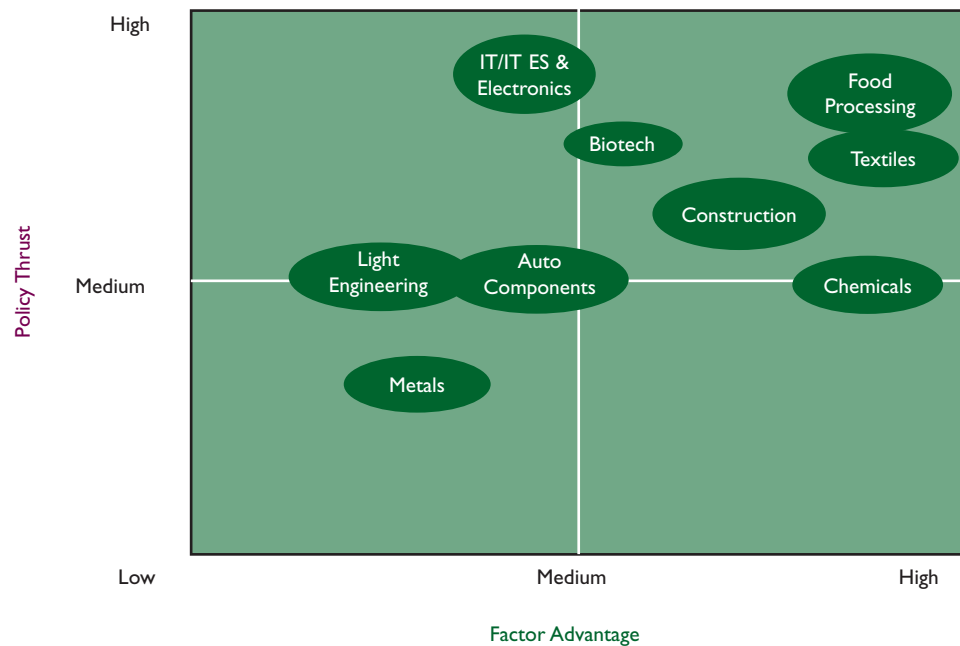 High
IT/IT ES &
Electronics
Food
Processing
Biotech
Textiles
Construction
Policy Thrust
Medium
Light
Engineering
Auto
Components
Chemicals
Metals
Low
Medium
High
Factor Advantage